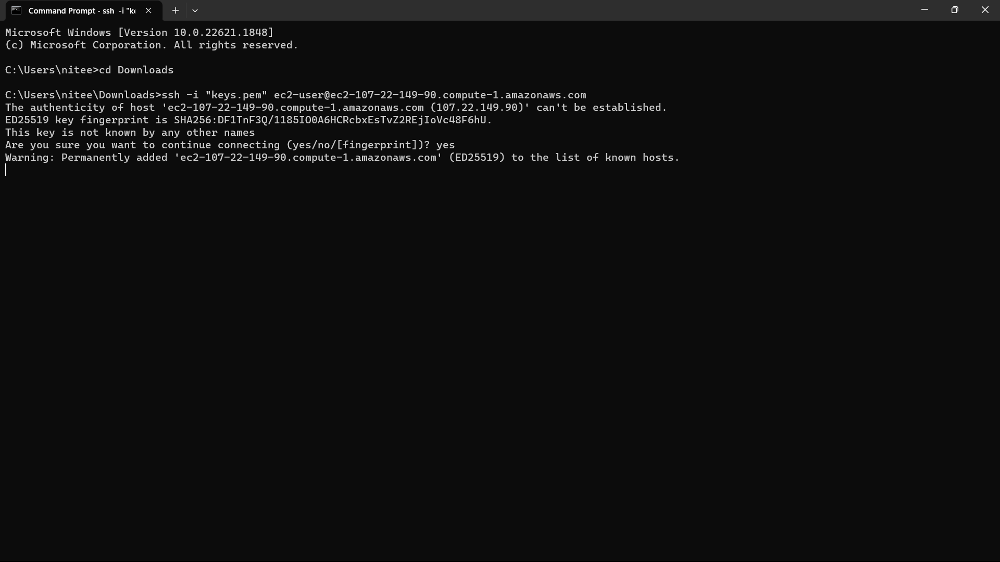 Command Prompt - ssh -i "ke
Microsoft Windows [Version 10.0.22621.1848]
(c) Microsoft Corporation. All rights reserved.
C:\Users\nitee>cd Downloads
C:\Users\nitee\Downloads>ssh -i "keys.pem" ec2-user@ec2-107-22-149-90.compute-1.amazonaws.com
The authenticity of host 'ec2-107-22-149-90.compute-1.amazonaws.com (107.22.149.90)' can't be established.
ED25519 key fingerprint is SHA256:DF1TnF3Q/1185IO0A6HCRcbxEsTvZ2REjIoVc48F6hU.
This key is not known by any other names
Are you sure you want to continue connecting (yes/no/[fingerprint])? yes
Warning: Permanently added 'ec2-107-22-149-90.compute-1.amazonaws.com' (ED25519) to the list of known hosts.